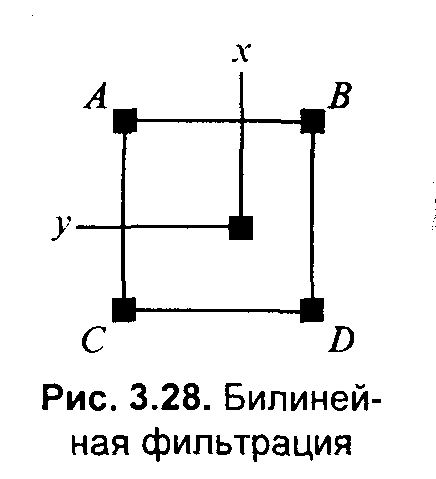 x
A B
y
C D
Рис. 3.28. Билиней-
ная фильтрация